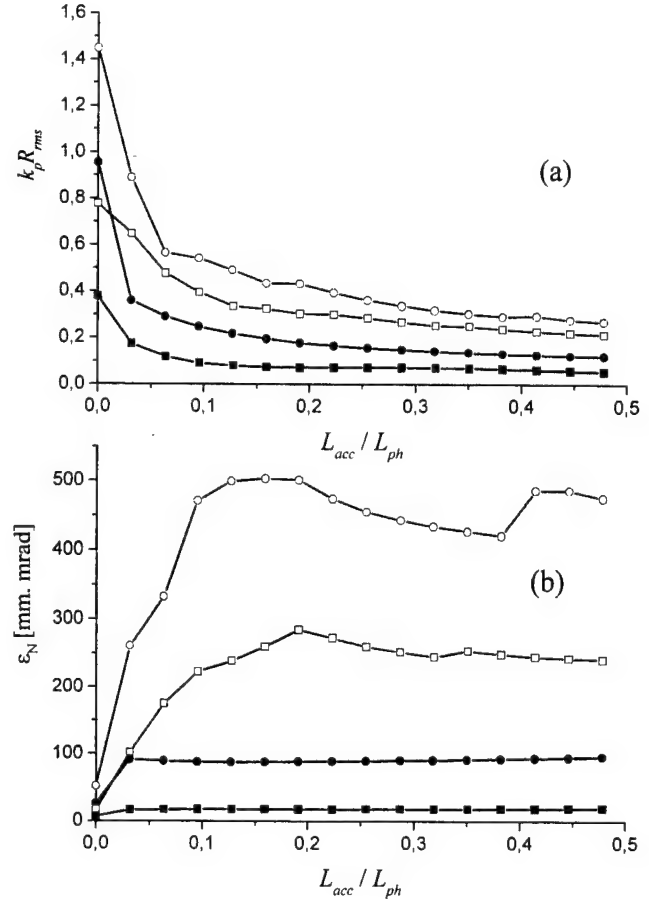 1,6
1,4
1,2
1,0
0,8
0,6
0,4
0,2
0,0
k_p R_rms
(a)
0,0 0,1 0,2 0,3 0,4 0,5
L_acc / L_ph
500
400
300
200
100
0
ε_N [mm. mrad]
(b)
0,0 0,1 0,2 0,3 0,4 0,5
L_acc / L_ph